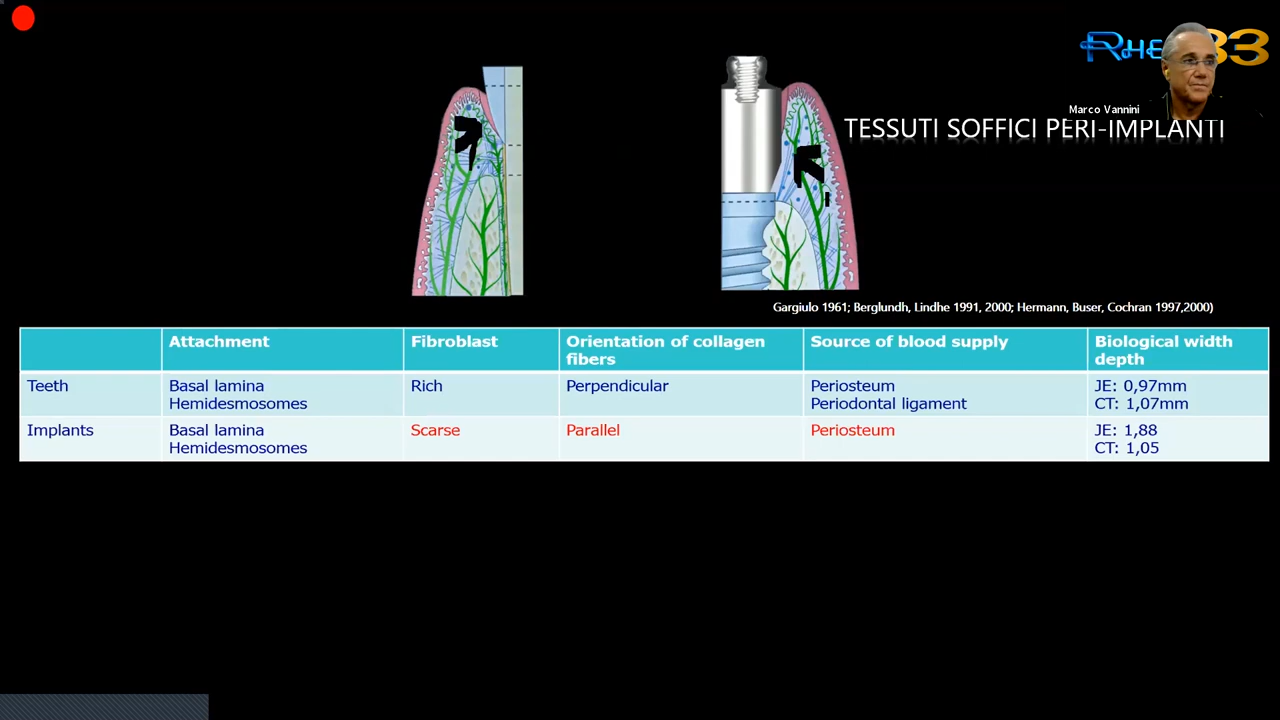 Marco Vannini
TESSUTI SOFFICI PERI-IMPLANTI
Gargiulo 1961; Berglundh, Lindhe 1991, 2000; Hermann, Buser, Cochran 1997,2000)
Attachment Fibroblast Orientation of collagen fibers Source of blood supply Biological width depth
Teeth Basal lamina Hemidesmosomes Rich Perpendicular Periosteum Periodontal ligament JE: 0,97mm CT: 1,07mm
Implants Basal lamina Hemidesmosomes Scarse Parallel Periosteum JE: 1,88 CT: 1,05